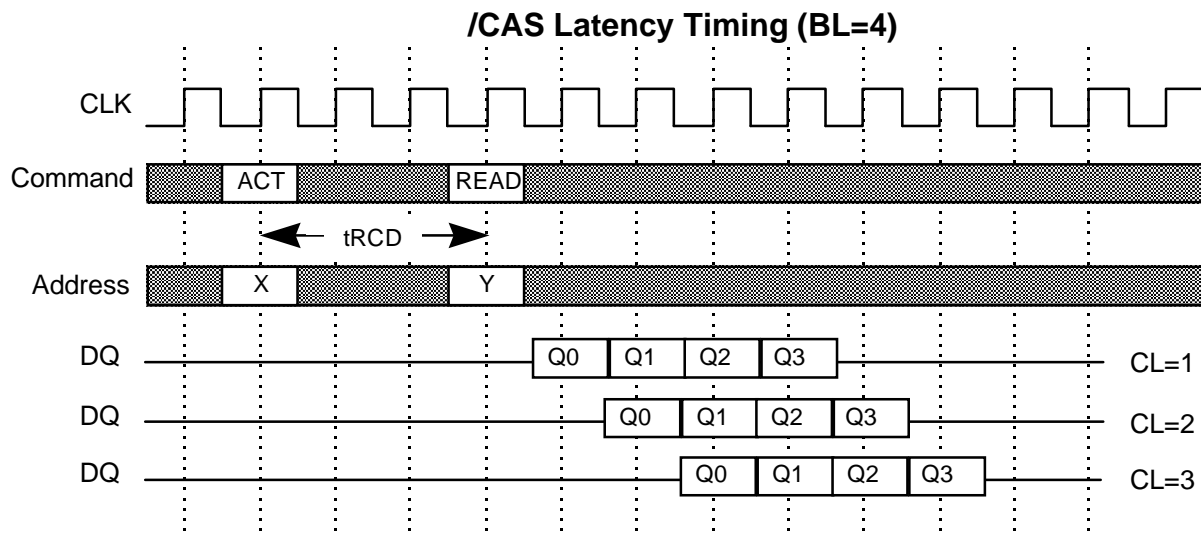 /CAS Latency Timing (BL=4)
CLK
Command ACT READ
tRCD
Address X Y
DQ Q0 Q1 Q2 Q3 CL=1
DQ Q0 Q1 Q2 Q3 CL=2
DQ Q0 Q1 Q2 Q3 CL=3